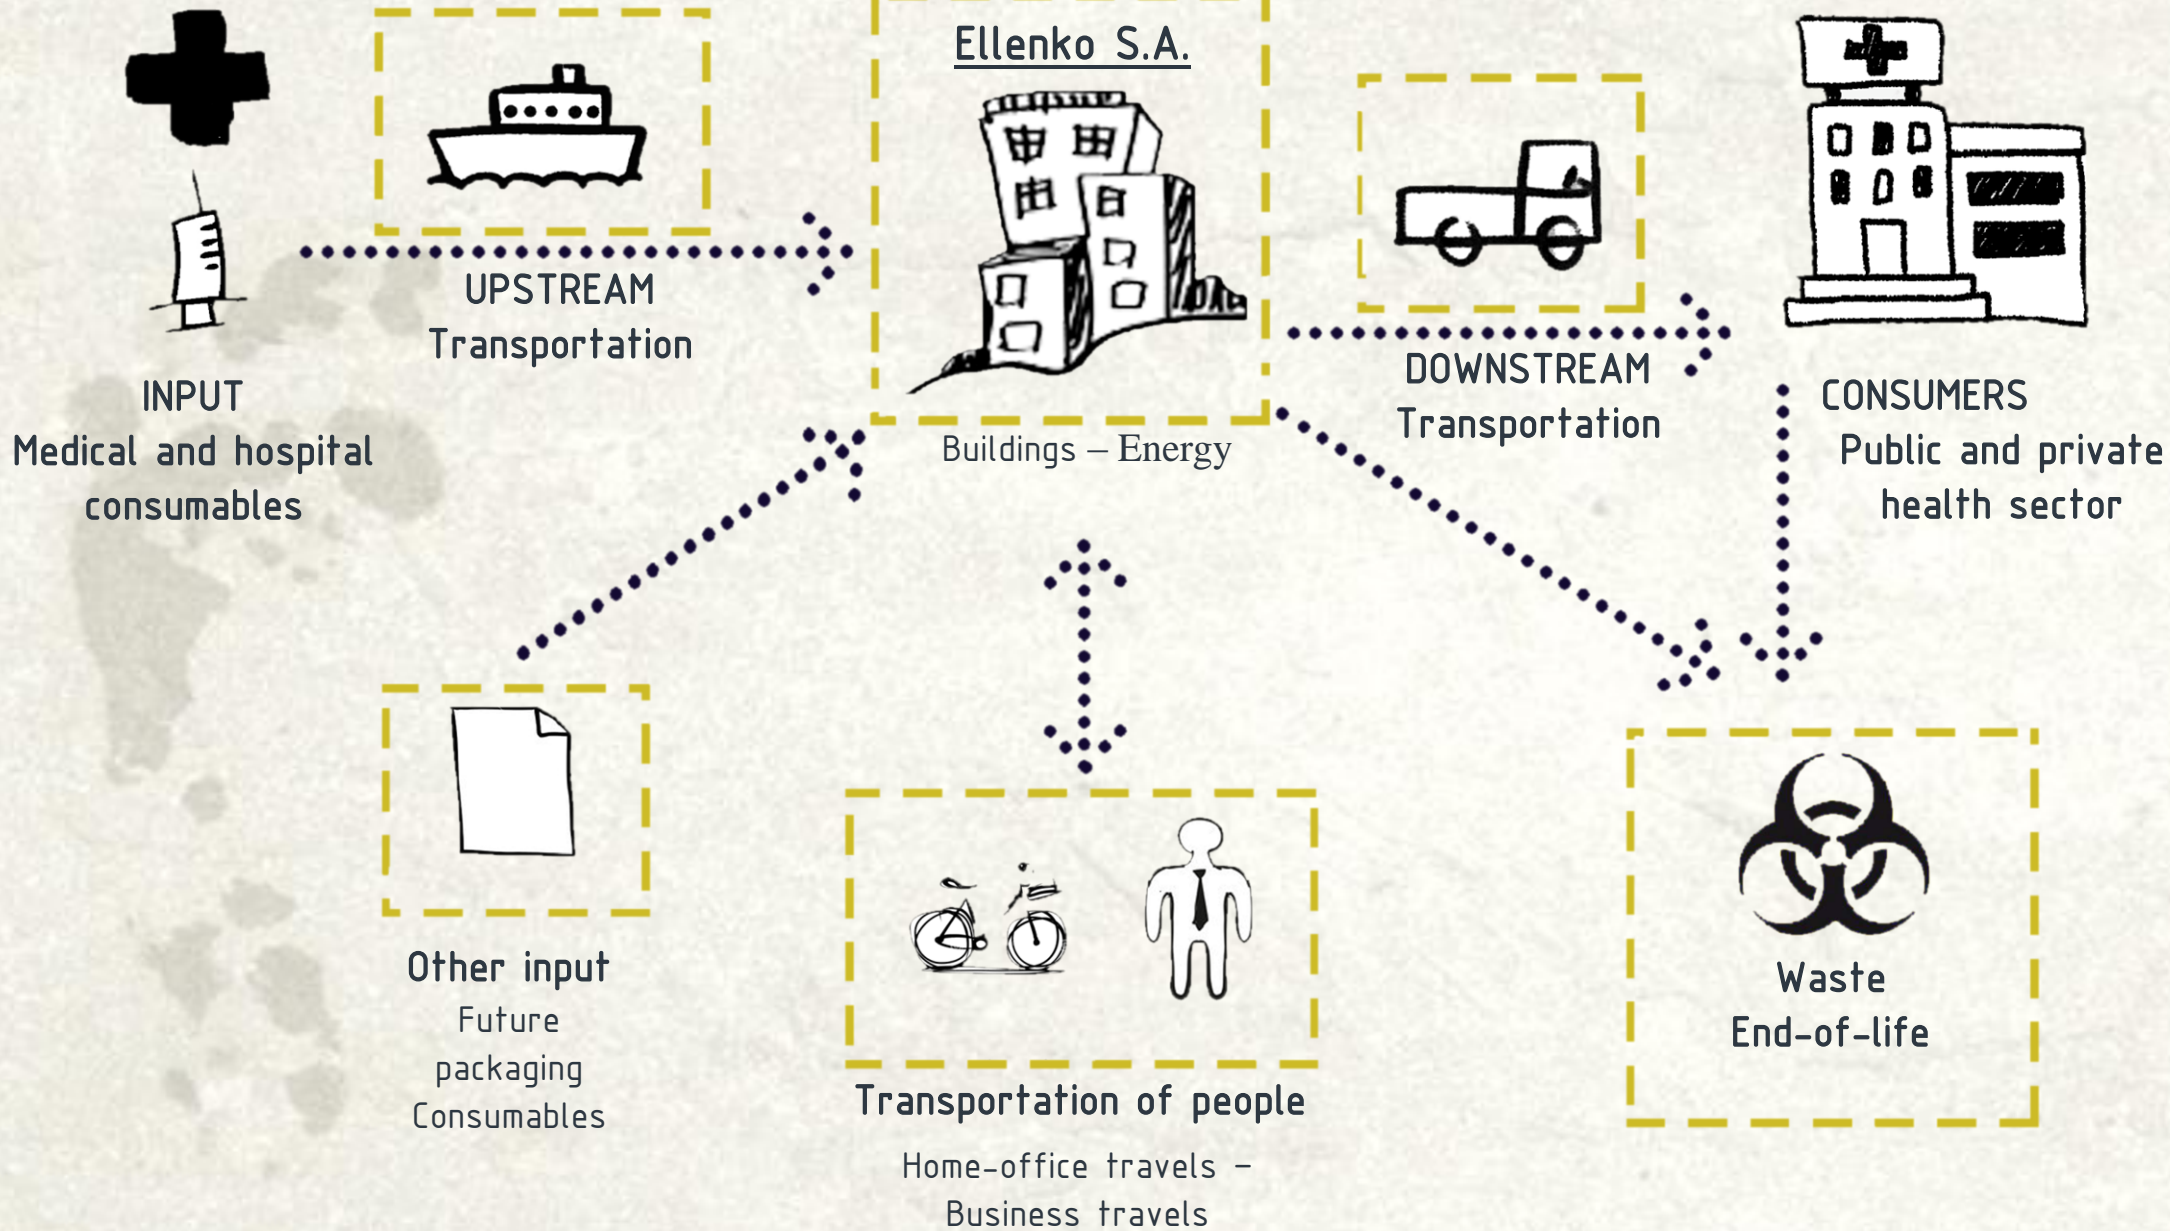 Ellenko S.A.
UPSTREAM
Transportation
INPUT
Medical and hospital
consumables
Buildings – Energy
DOWNSTREAM
Transportation
CONSUMERS
Public and private
health sector
Other input
Future
packaging
Consumables
Transportation of people
Home-office travels –
Business travels
Waste
End-of-life